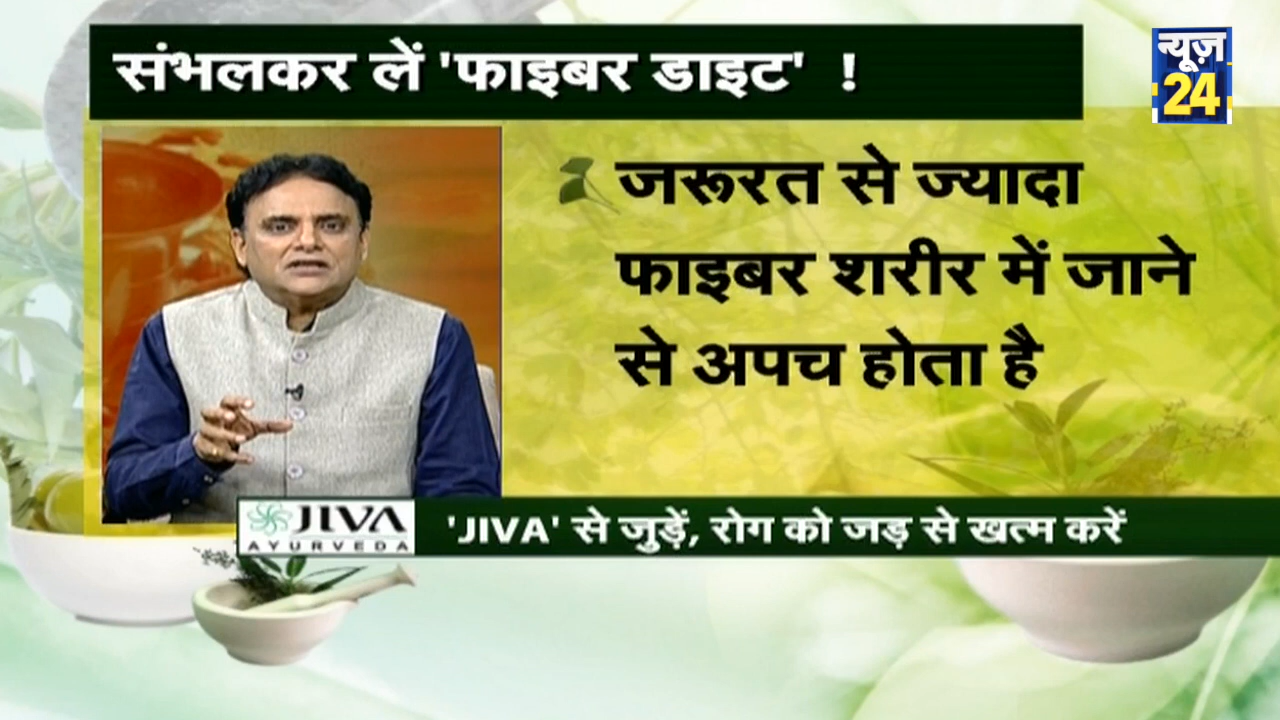 संभलकर लें 'फाइबर डाइट' !
न्यूज़
24
जरूरत से ज्यादा
फाइबर शरीर में जाने
से अपच होता है
JIVA
AYURVEDA
'JIVA' से जुड़ें, रोग को जड़ से खत्म करें